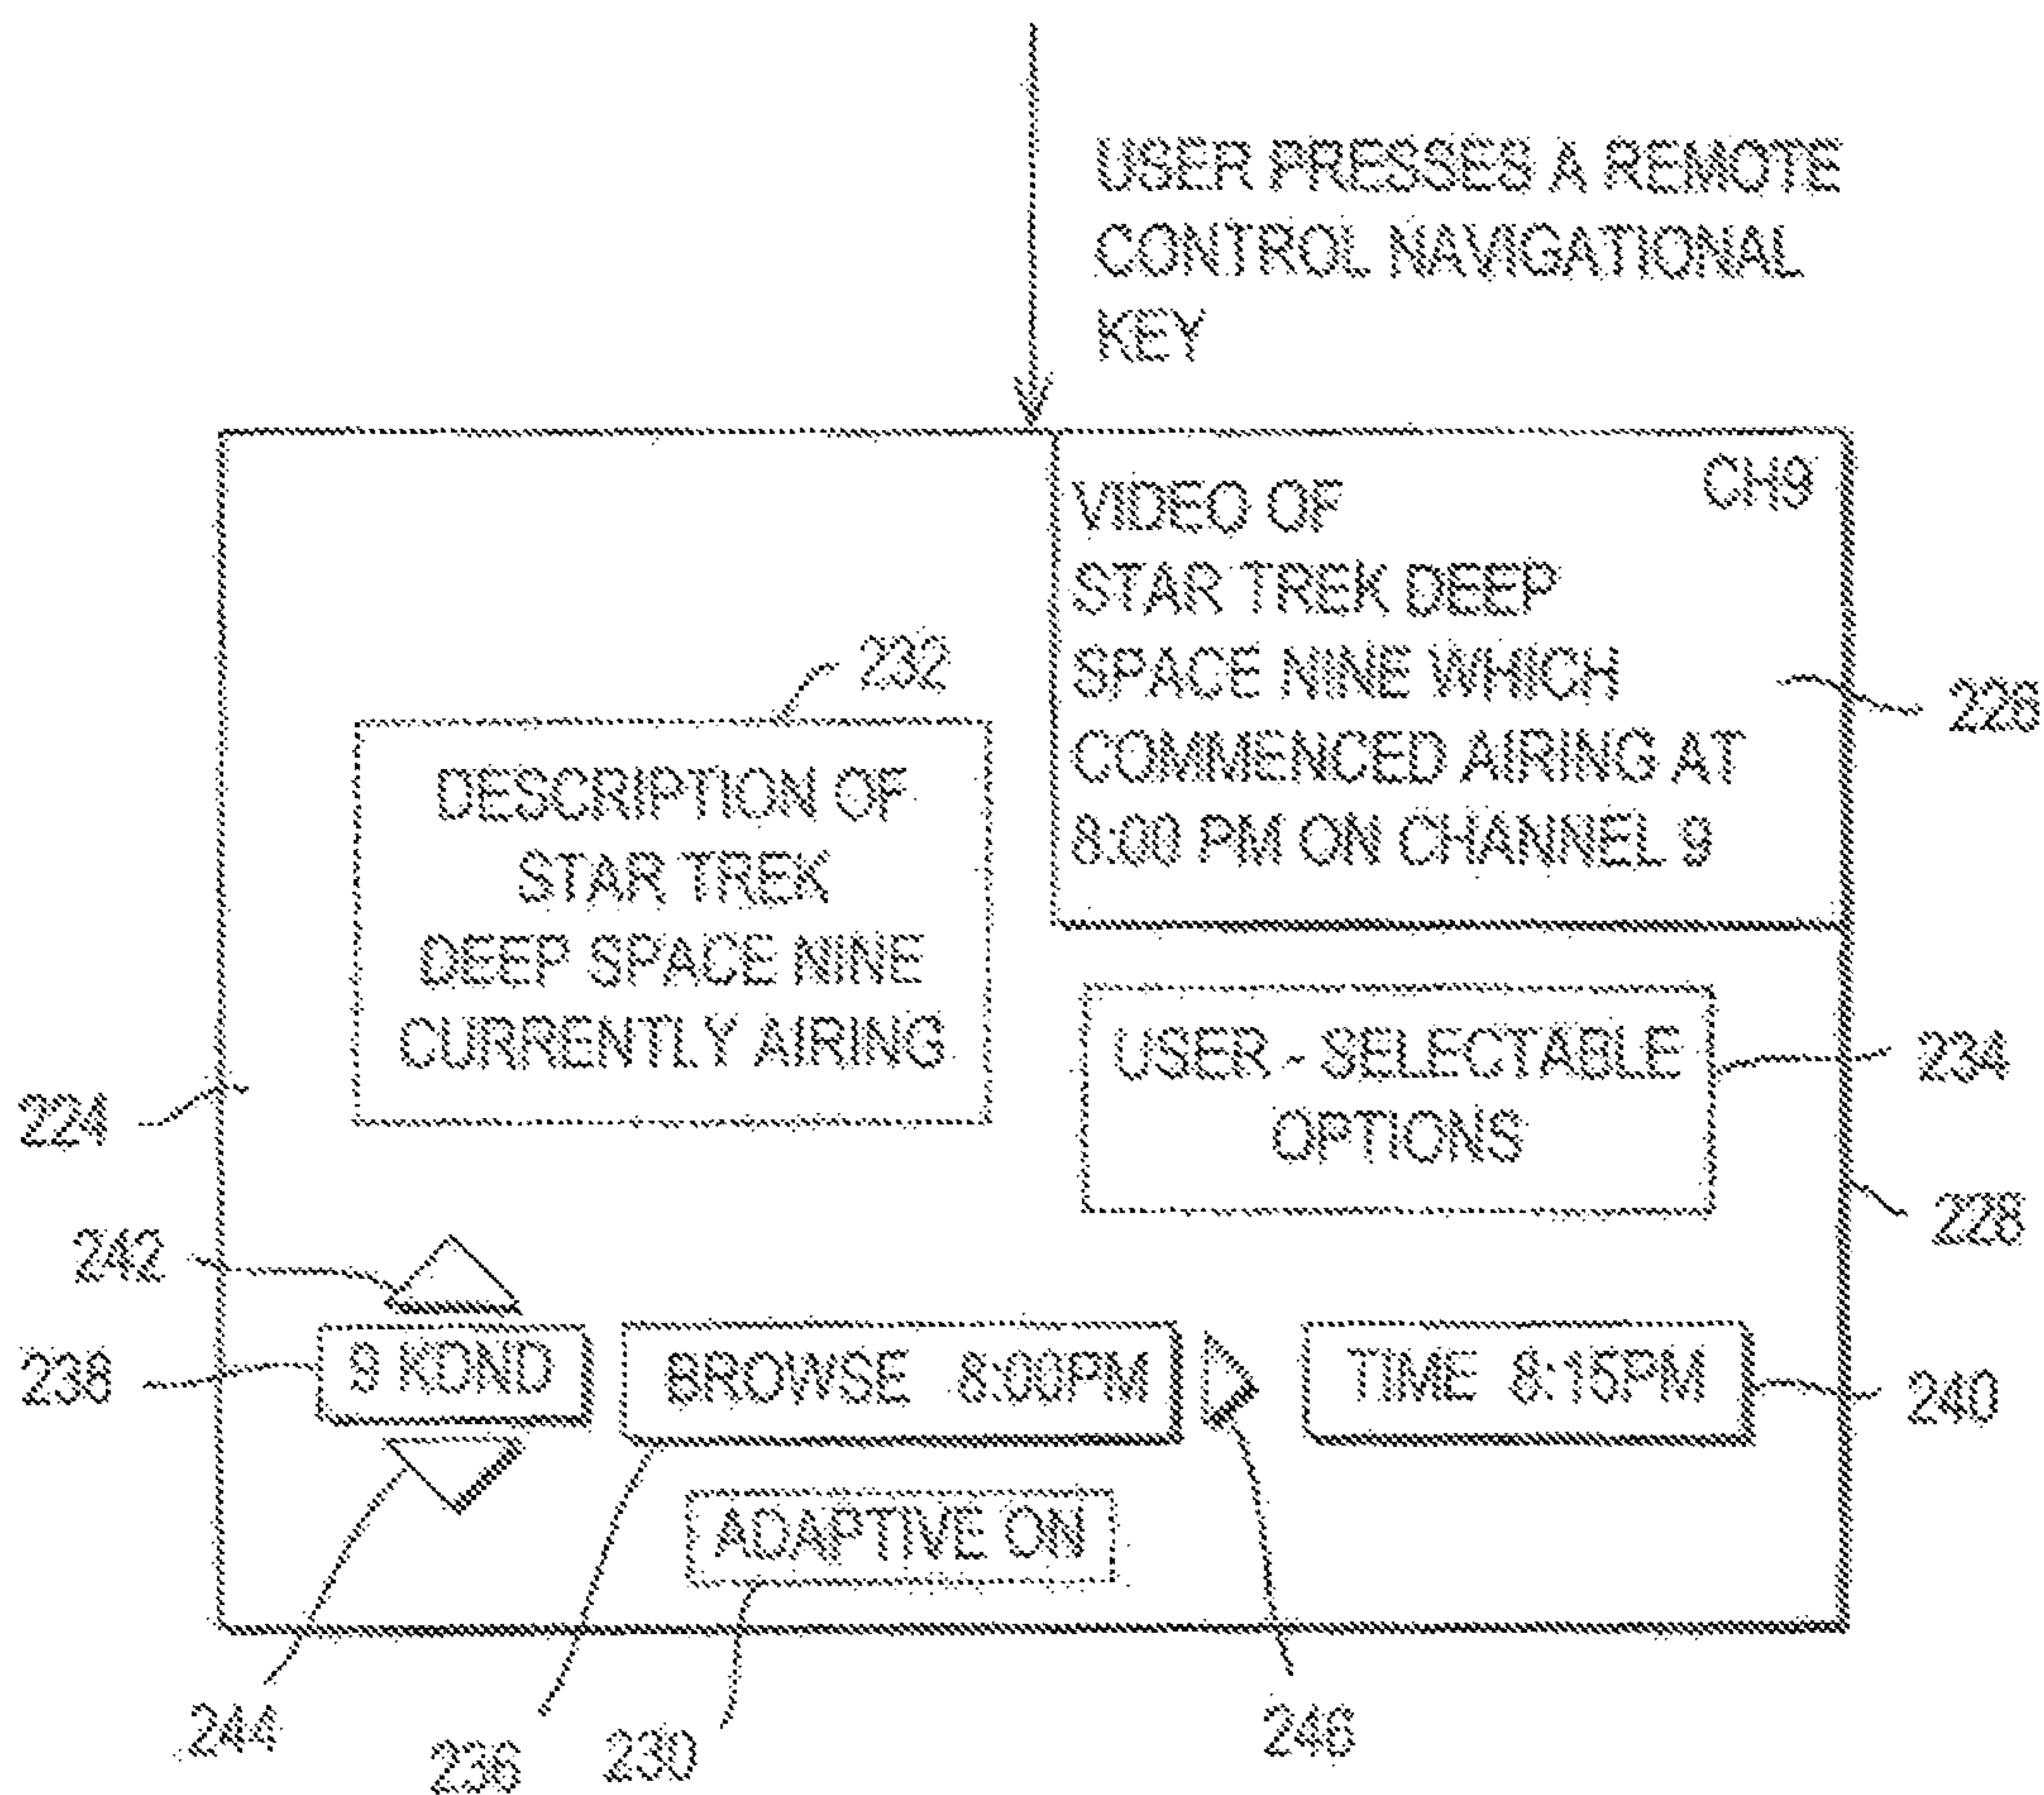 USER PRESSES A REMOTE
CONTROL NAVIGATIONAL
KEY
CH9
VIDEO OF
STAR TREK DEEP
SPACE NINE WHICH
COMMENCED AIRING AT
8:00 PM ON CHANNEL 9
226
232
DESCRIPTION OF
STAR TREK
DEEP SPACE NINE
CURRENTLY AIRING
USER - SELECTABLE
OPTIONS
234
224
228
242
238
9 KDND
BROWSE 8:00PM
TIME 8:15PM
240
ADAPTIVE ON
244
236
230
246